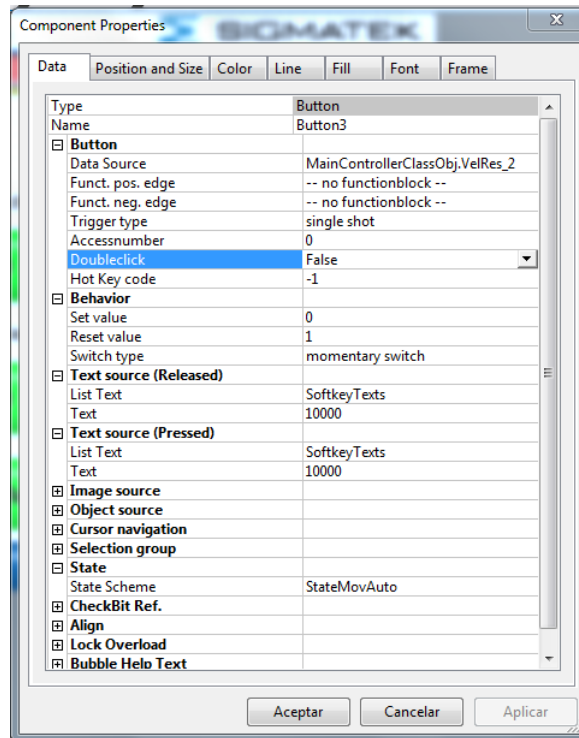 Component Properties
SIGMATEK
Data Position and Size Color Line Fill Font Frame
Type Button
Name Button3
Button
Data Source MainControllerClassObj.VelRes_2
Funct. pos. edge -- no functionblock --
Funct. neg. edge -- no functionblock --
Trigger type single shot
Accessnumber 0
Doubleclick False
Hot Key code -1
Behavior
Set value 0
Reset value 1
Switch type momentary switch
Text source (Released)
List Text SoftkeyTexts
Text 10000
Text source (Pressed)
List Text SoftkeyTexts
Text 10000
Image source
Object source
Cursor navigation
Selection group
State
State Scheme StateMovAuto
CheckBit Ref.
Align
Lock Overload
Bubble Help Text
Aceptar Cancelar Aplicar